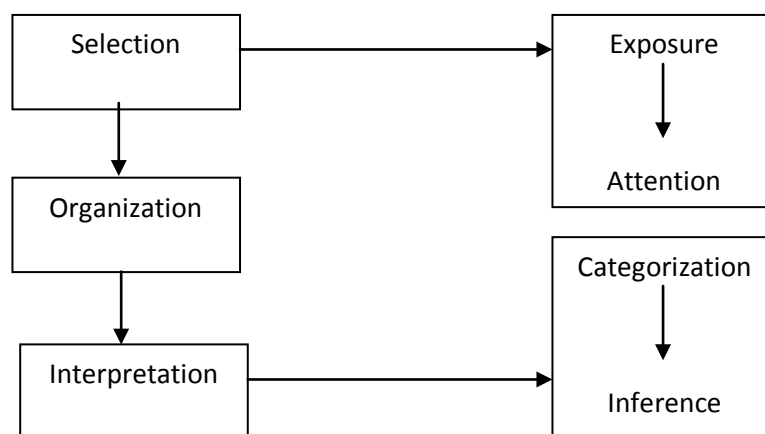 Selection
Exposure
Attention
Organization
Categorization
Interpretation
Inference